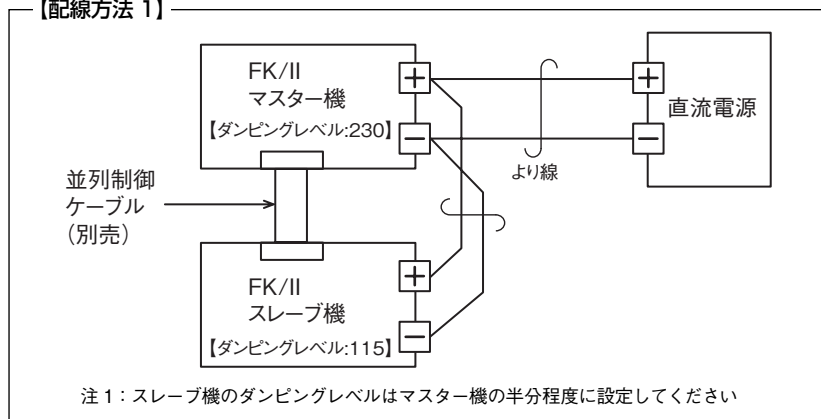 【配線方法 1】
FK/II
マスター機
【ダンピングレベル:230】
+
−
+
−
直流電源
より線
並列制御
ケーブル
（別売）
FK/II
スレーブ機
【ダンピングレベル:115】
+
−
注 1：スレーブ機のダンピングレベルはマスター機の半分程度に設定してください